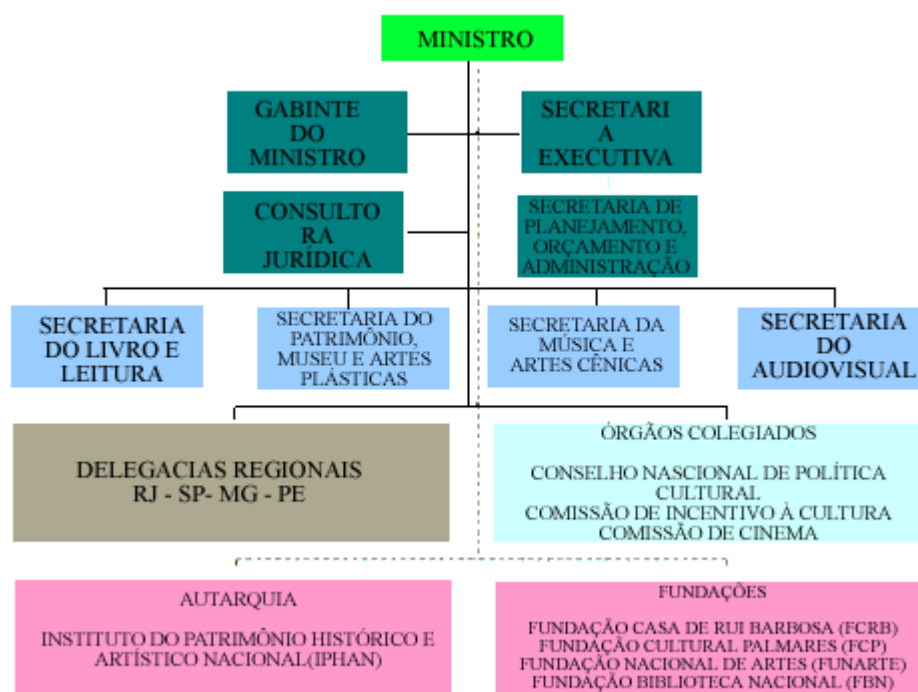 MINISTRO
GABINTE
DO
MINISTRO
SECRETARI
A
EXECUTIVA
CONSULTO
RA
JURÍDICA
SECRETARIA DE
PLANEJAMENTO,
ORÇAMENTO E
ADMINISTRAÇÃO
SECRETARIA
DO LIVRO E
LEITURA
SECRETARIA DO
PATRIMÔNIO,
MUSEU E ARTES
PLÁSTICAS
SECRETARIA DA
MÚSICA E
ARTES CÊNICAS
SECRETARIA
DO
AUDIOVISUAL
DELEGACIAS REGIONAIS
RJ - SP- MG - PE
ÓRGÃOS COLEGIADOS
CONSELHO NASCIONAL DE POLÍTICA
CULTURAL
COMISSÃO DE INCENTIVO À CULTURA
COMISSÃO DE CINEMA
AUTARQUIA
INSTITUTO DO PATRIMÔNIO HISTÓRICO E
ARTÍSTICO NACIONAL(IPHAN)
FUNDAÇÕES
FUNDAÇÃO CASA DE RUI BARBOSA (FCRB)
FUNDAÇÃO CULTURAL PALMARES (FCP)
FUNDAÇÃO NACIONAL DE ARTES (FUNARTE)
FUNDAÇÃO BIBLIOTECA NACIONAL (FBN)